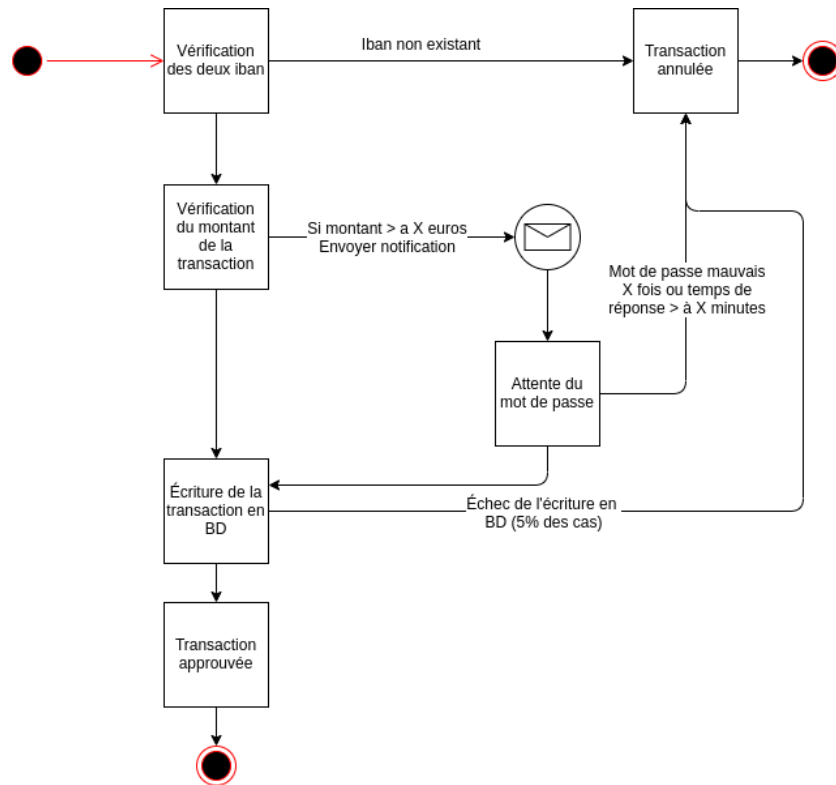 Vérification
des deux iban
Iban non existant
Transaction
annulée
Vérification
du montant
de la
transaction
Si montant > a X euros
Envoyer notification
Mot de passe mauvais
X fois ou temps de
réponse > à X minutes
Attente du
mot de passe
Écriture de la
transaction en
BD
Échec de l'écriture en
BD (5% des cas)
Transaction
approuvée